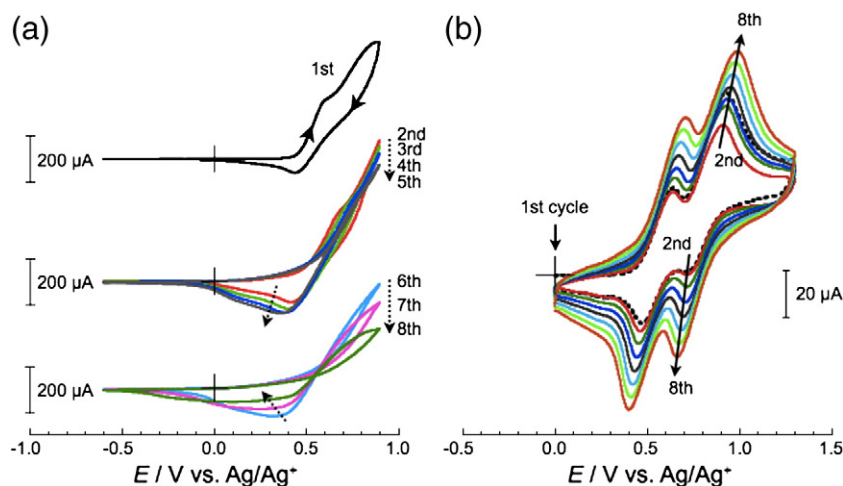 (a)
1st
200 µA
2nd
3rd
4th
5th
200 µA
6th
7th
8th
200 µA
-1.0 -0.5 0.0 0.5 1.0
E / V vs. Ag/Ag⁺
(b)
8th
2nd
1st cycle
2nd
20 µA
8th
-0.5 0.0 0.5 1.0 1.5
E / V vs. Ag/Ag⁺